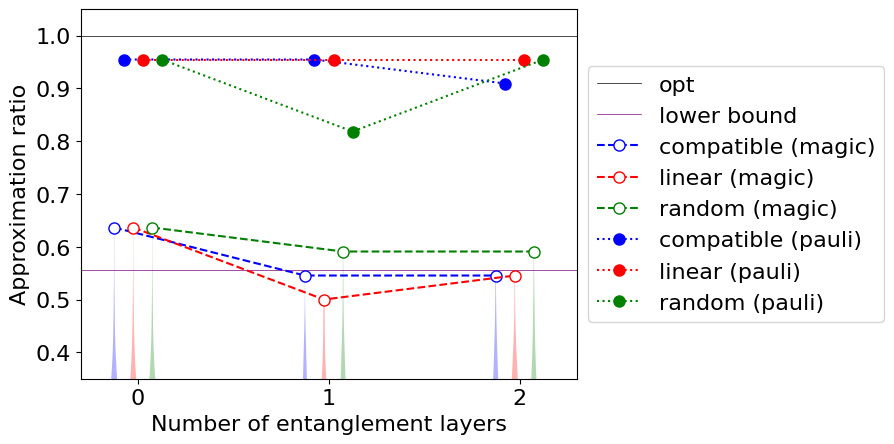 1.0
0.9
0.8
0.7
0.6
0.5
0.4
Approximation ratio
0 1 2
Number of entanglement layers
opt
lower bound
compatible (magic)
linear (magic)
random (magic)
compatible (pauli)
linear (pauli)
random (pauli)